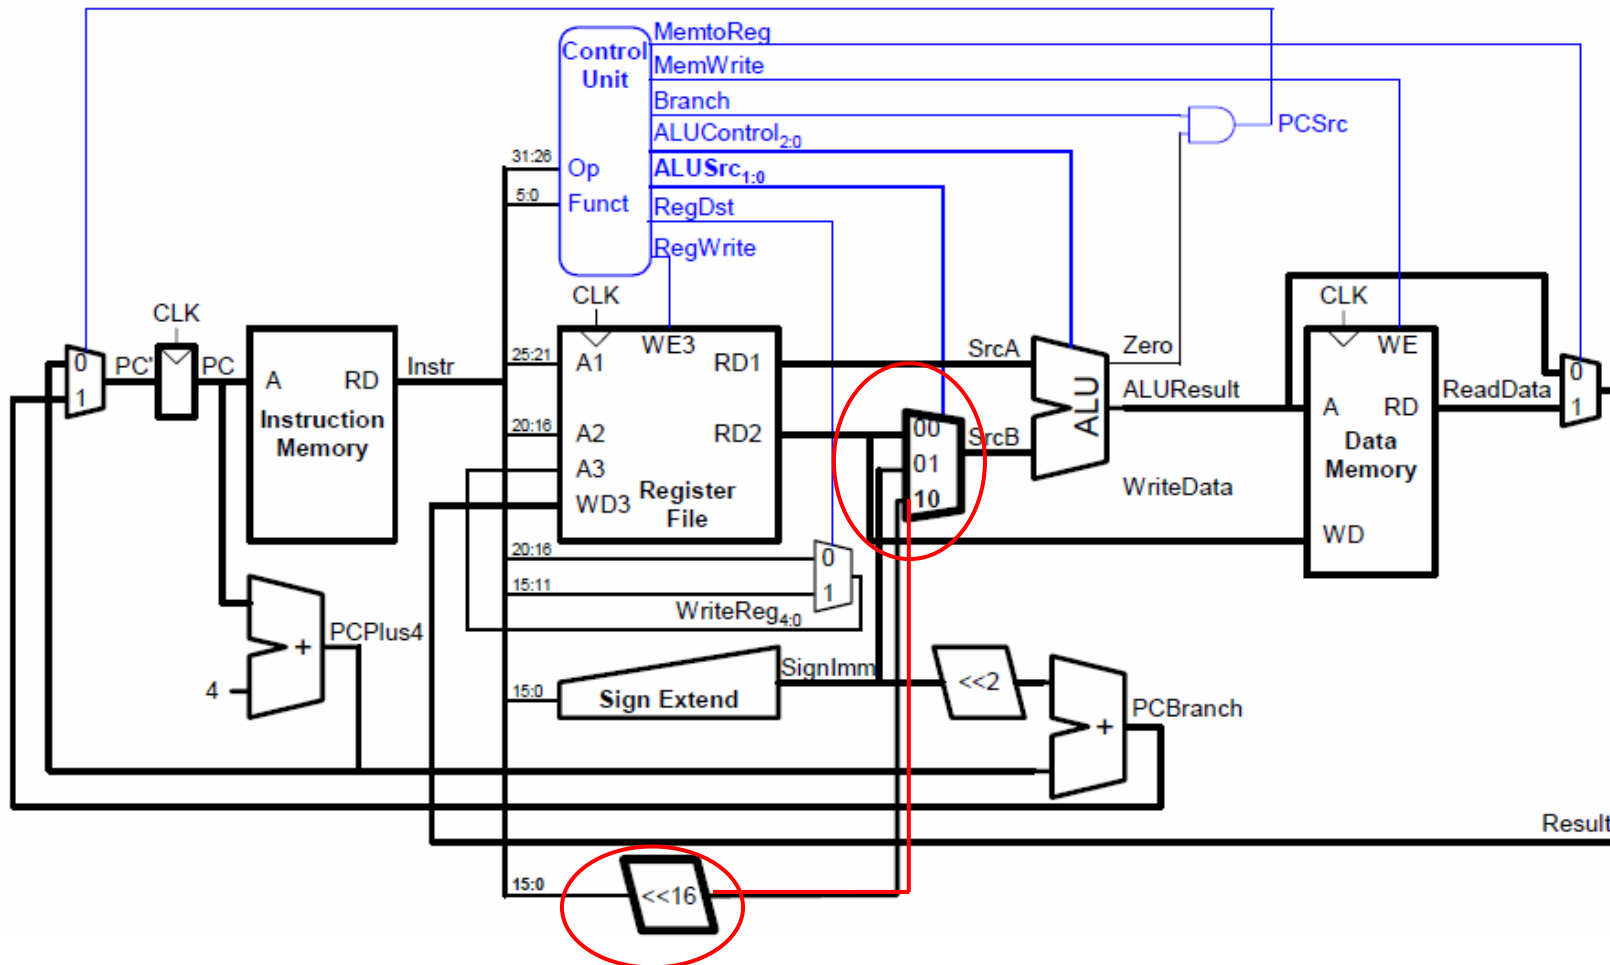 MemtoReg
Control
Unit
MemWrite
Branch
ALUControl2:0
PCSrc
31:26
Op
ALUSrc1:0
5:0
Funct
RegDst
RegWrite
CLK
CLK
CLK
0
1
PC'
PC
A
RD
Instruction
Memory
Instr
25:21
A1
WE3
RD1
SrcA
Zero
ALU
ALUResult
WE
A
RD
ReadData
0
1
20:16
A2
RD2
00
01
10
SrcB
A3
WD3
Register
File
WriteData
Data
Memory
WD
20:16
0
15:11
1
WriteReg4:0
PCPlus4
+
4
SignImm
15:0
Sign Extend
<<2
+
PCBranch
Result
15:0
<<16